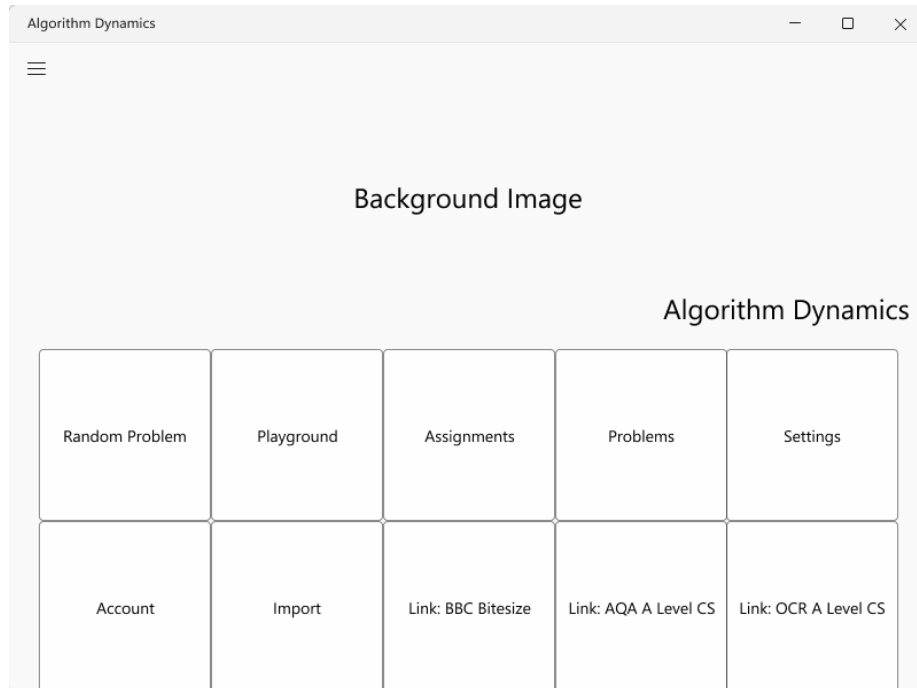 Algorithm Dynamics
Background Image
Algorithm Dynamics
Random Problem
Playground
Assignments
Problems
Settings
Account
Import
Link: BBC Bitesize
Link: AQA A Level CS
Link: OCR A Level CS